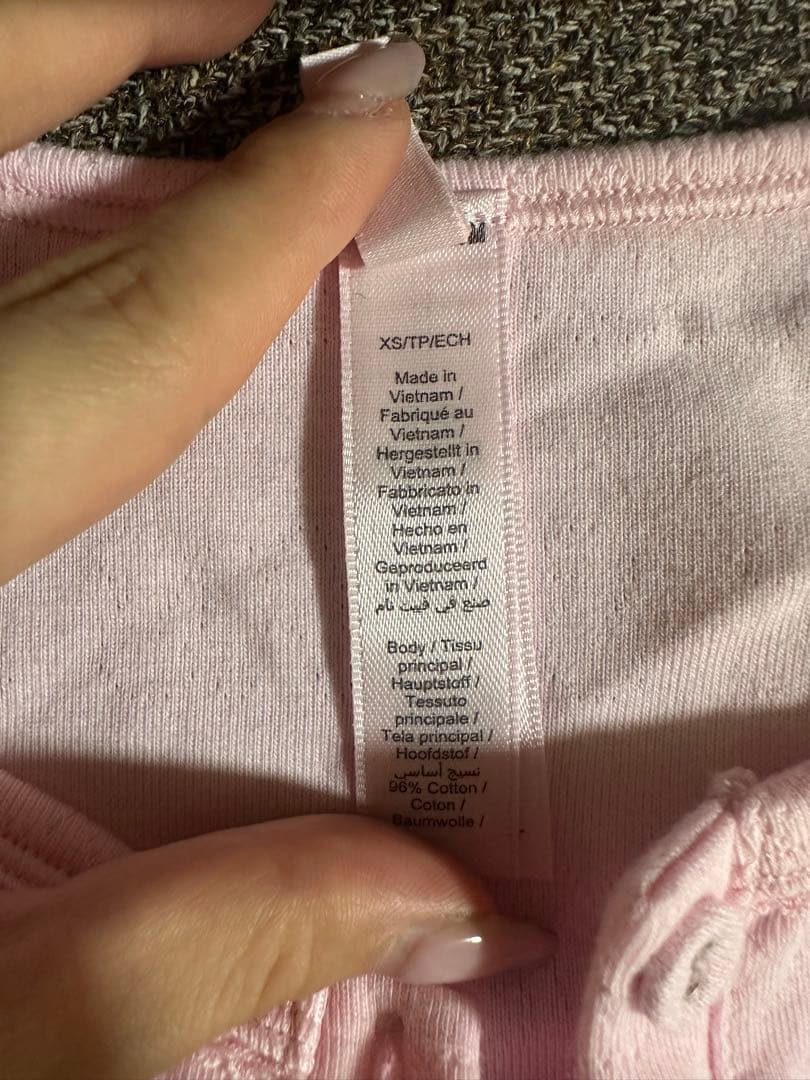 XS/TP/ECH
Made in
Vietnam /
Fabriqué au
Vietnam /
Hergestellt in
Vietnam /
Fabbricato in
Vietnam /
Hecho en
Vietnam /
Geproduceerd
in Vietnam /
صنع في فيت نام
Body / Tissu
principal /
Hauptstoff /
Tessuto
principale /
Tela principal /
Hoofdstof /
نسيج أساسي
96% Cotton /
Coton /
Baumwolle /